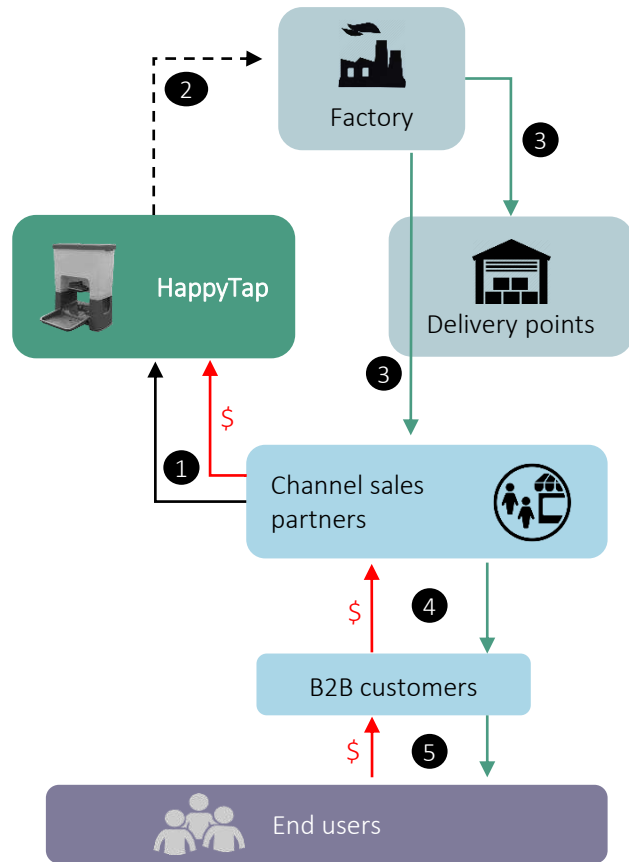 2
Factory
3
HappyTap
Delivery points
3
$
1
Channel sales
partners
$
4
B2B customers
$
5
End users